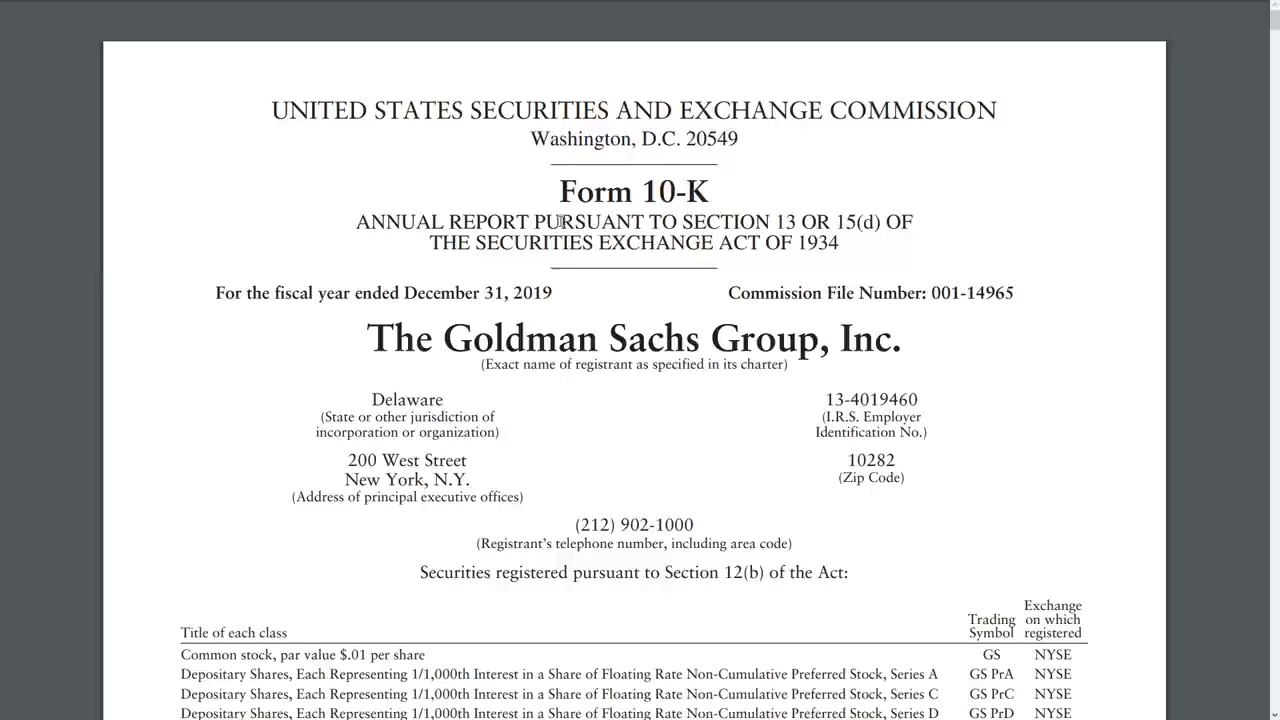 UNITED STATES SECURITIES AND EXCHANGE COMMISSION
Washington, D.C. 20549
Form 10-K
ANNUAL REPORT PURSUANT TO SECTION 13 OR 15(d) OF
THE SECURITIES EXCHANGE ACT OF 1934
For the fiscal year ended December 31, 2019 Commission File Number: 001-14965
The Goldman Sachs Group, Inc.
(Exact name of registrant as specified in its charter)
Delaware 13-4019460
(State or other jurisdiction of (I.R.S. Employer
incorporation or organization) Identification No.)
200 West Street 10282
New York, N.Y. (Zip Code)
(Address of principal executive offices)
(212) 902-1000
(Registrant's telephone number, including area code)
Securities registered pursuant to Section 12(b) of the Act:
Exchange
Trading on which
Title of each class Symbol registered
Common stock, par value $.01 per share GS NYSE
Depositary Shares, Each Representing 1/1,000th Interest in a Share of Floating Rate Non-Cumulative Preferred Stock, Series A GS PrA NYSE
Depositary Shares, Each Representing 1/1,000th Interest in a Share of Floating Rate Non-Cumulative Preferred Stock, Series C GS PrC NYSE
Depositary Shares, Each Representing 1/1,000th Interest in a Share of Floating Rate Non-Cumulative Preferred Stock, Series D GS PrD NYSE